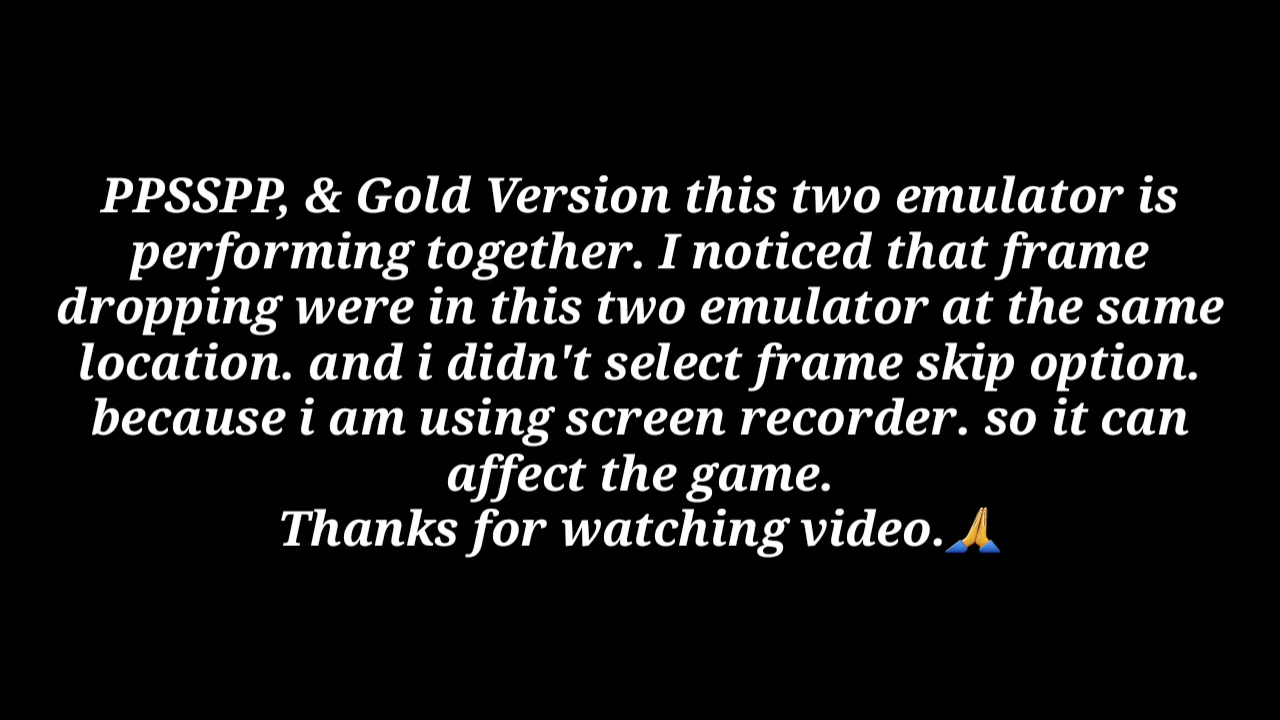 PPSSPP, & Gold Version this two emulator is
performing together. I noticed that frame
dropping were in this two emulator at the same
location. and i didn't select frame skip option.
because i am using screen recorder. so it can
affect the game.
Thanks for watching video.🙏